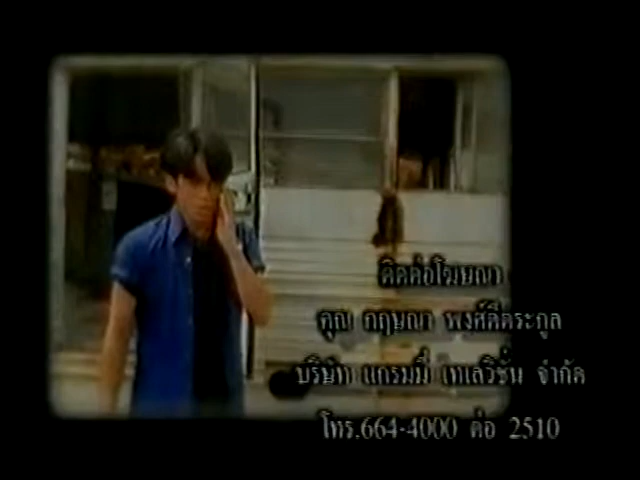 ติดต่อโฆษณา
คุณ กฤษณา พงศ์ตระกูล
บริษัท แกรมมี่ เทเลวิชั่น จำกัด
โทร.664-4000 ต่อ 2510